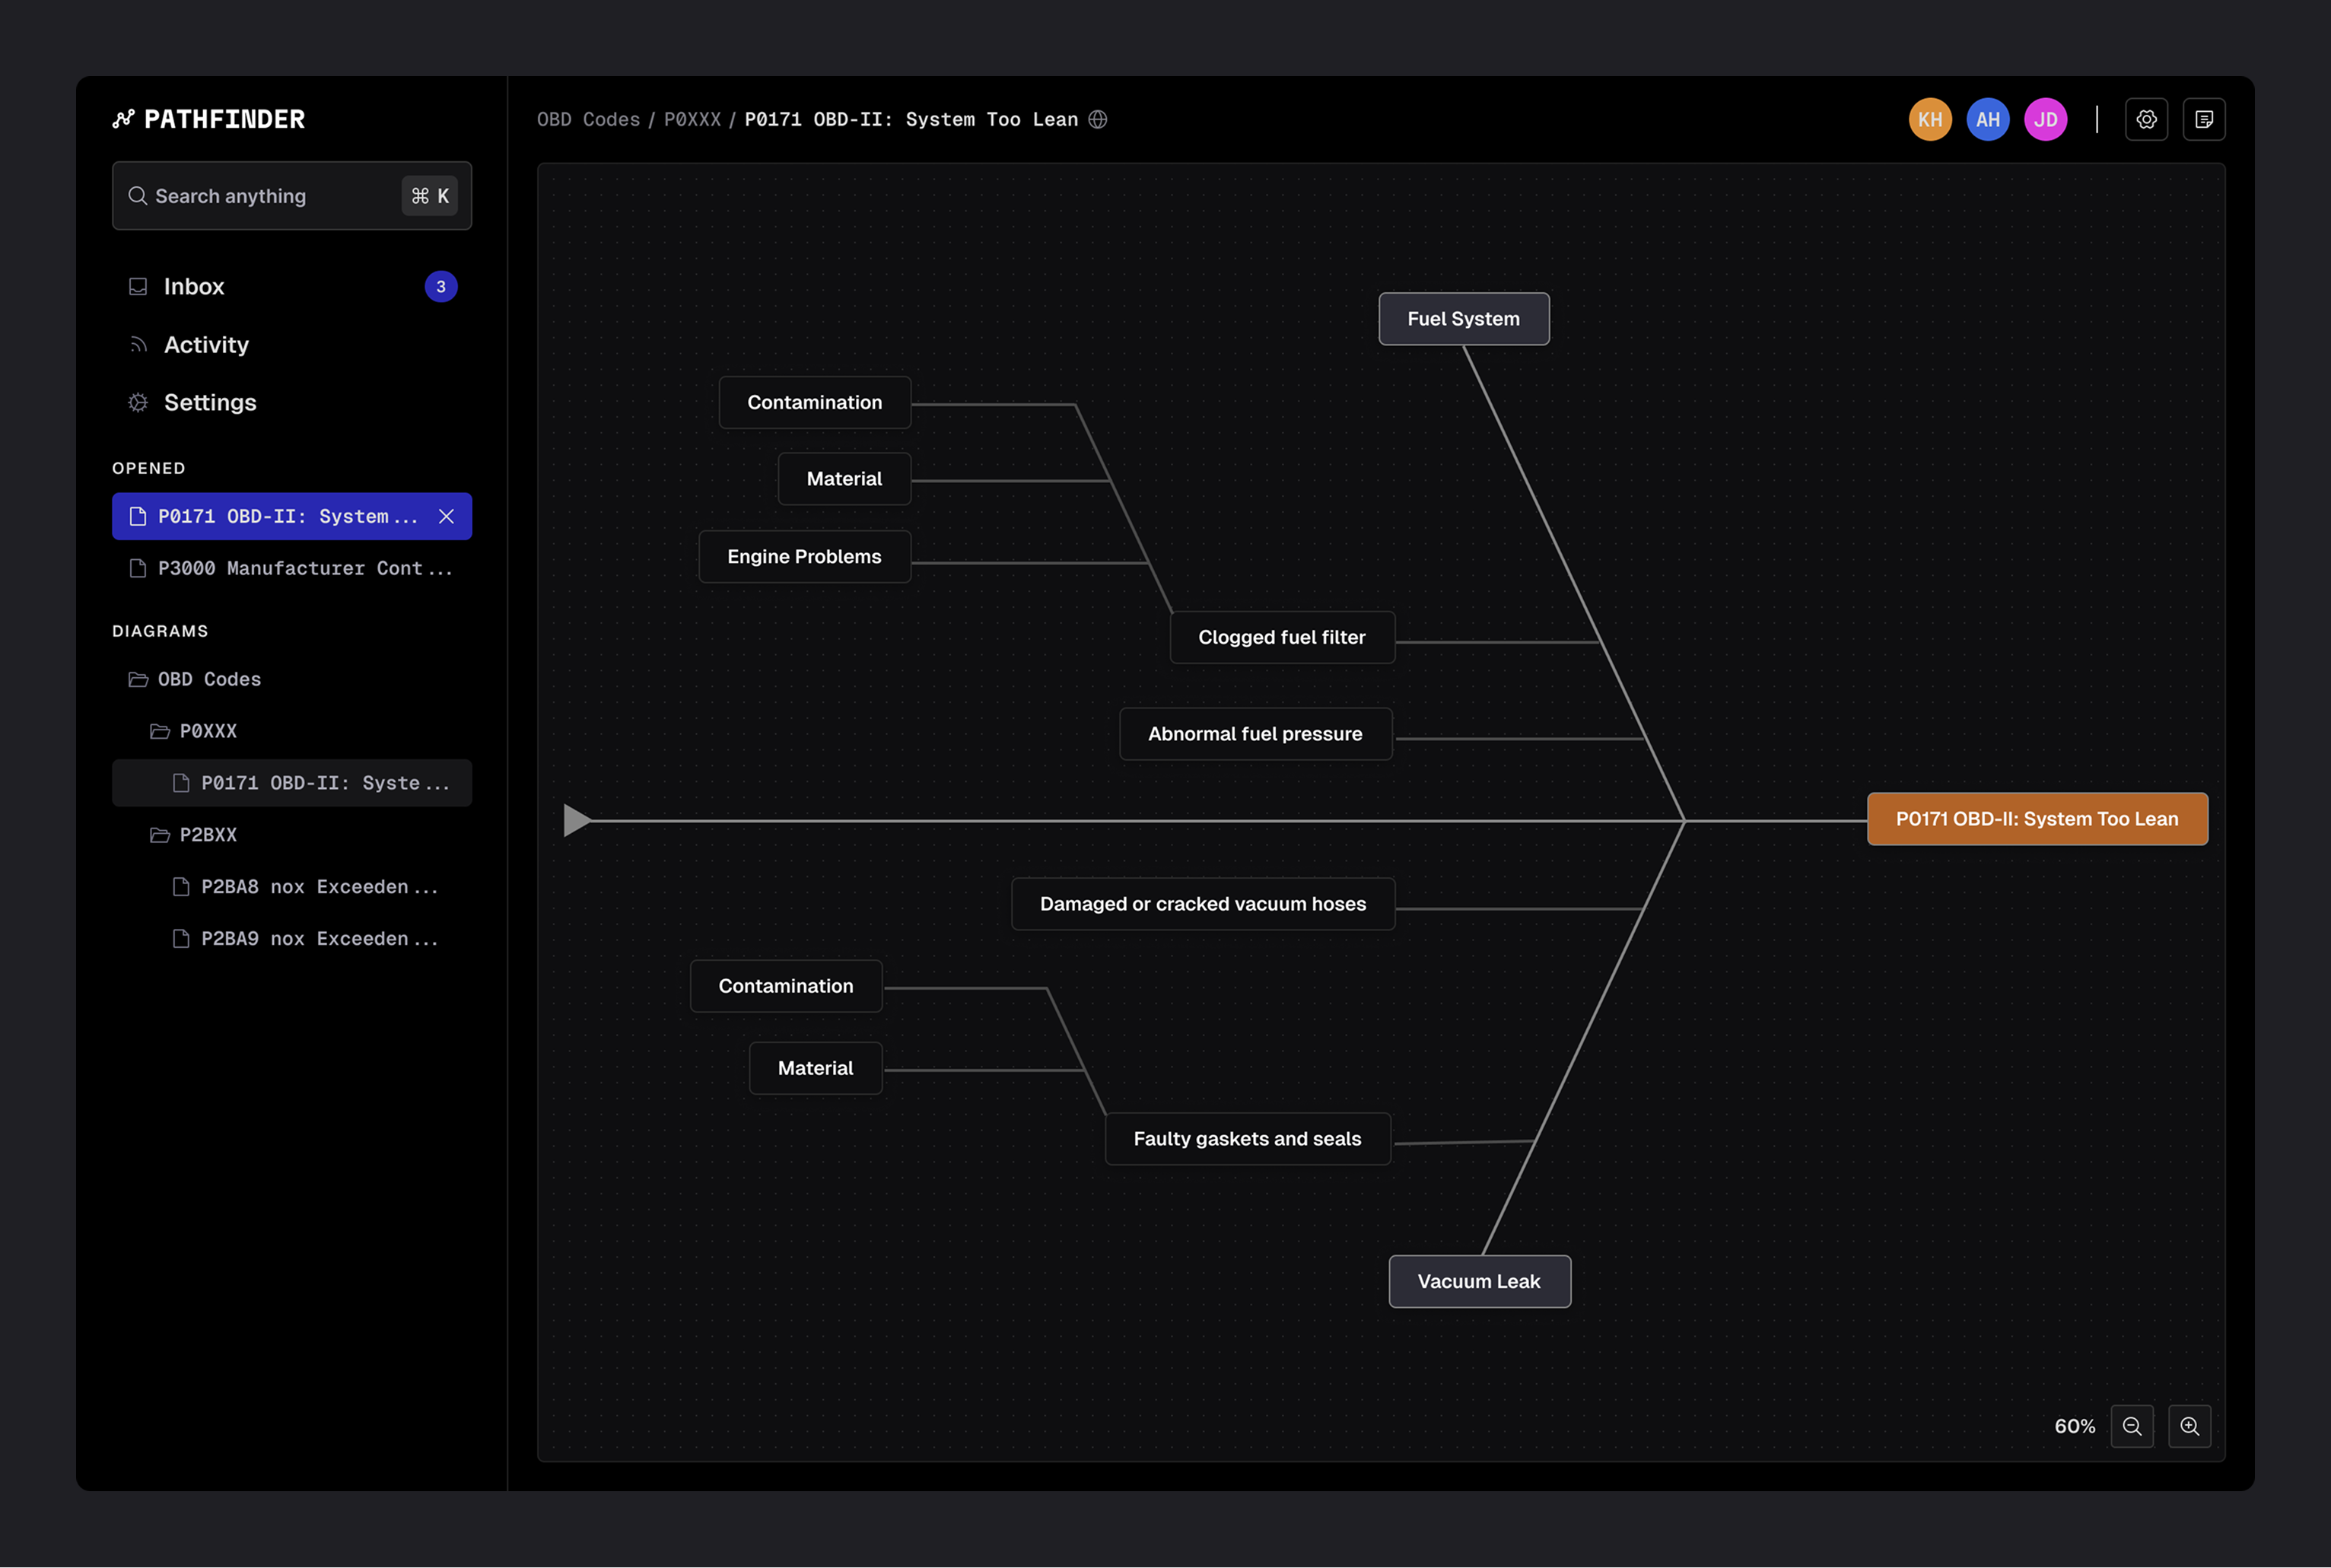 PATHFINDER
Search anything
⌘ K
Inbox
3
Activity
Settings
OPENED
P0171 OBD-II: System...
P3000 Manufacturer Cont...
DIAGRAMS
OBD Codes
P0XXX
P0171 OBD-II: Syste...
P2BXX
P2BA8 nox Exceeden...
P2BA9 nox Exceeden...
OBD Codes / P0XXX / P0171 OBD-II: System Too Lean
KH
AH
JD
Fuel System
Contamination
Material
Engine Problems
Clogged fuel filter
Abnormal fuel pressure
P0171 OBD-II: System Too Lean
Damaged or cracked vacuum hoses
Contamination
Material
Faulty gaskets and seals
Vacuum Leak
60%